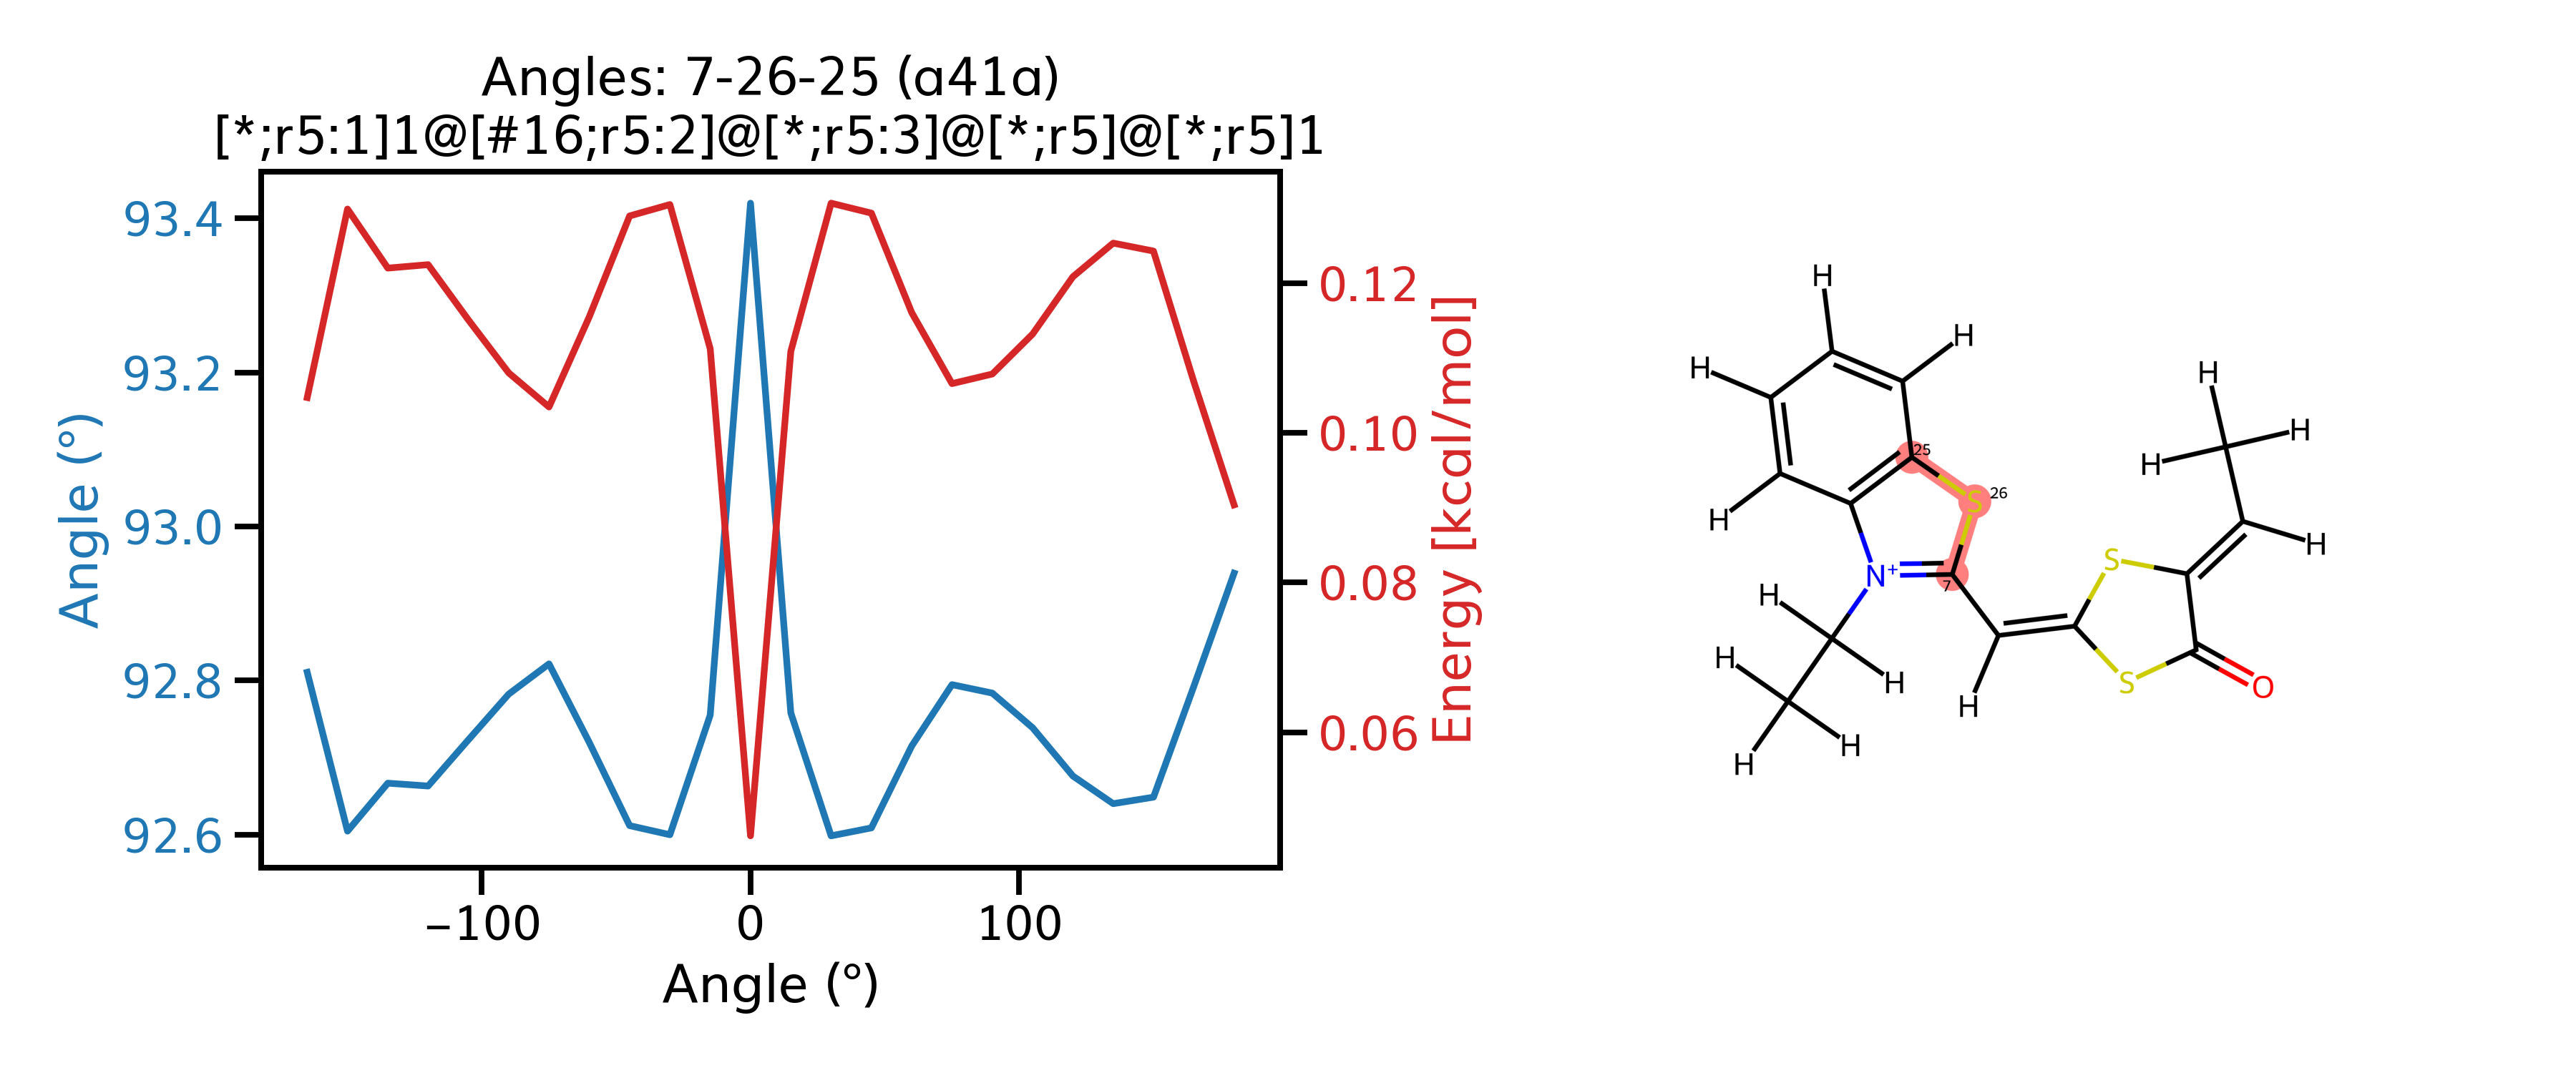 Angles: 7-26-25 (a41a)
[*;r5:1]1@[#16;r5:2]@[*;r5:3]@[*;r5]@[*;r5]1
93.4
93.2
93.0
92.8
92.6
Angle (°)
0.12
0.10
0.08
0.06
Energy [kcal/mol]
−100
0
100
Angle (°)
H
H
H
H
H
H
H
25
S
26
H
H
S
N+
7
H
H
H
S
O
H
H
H